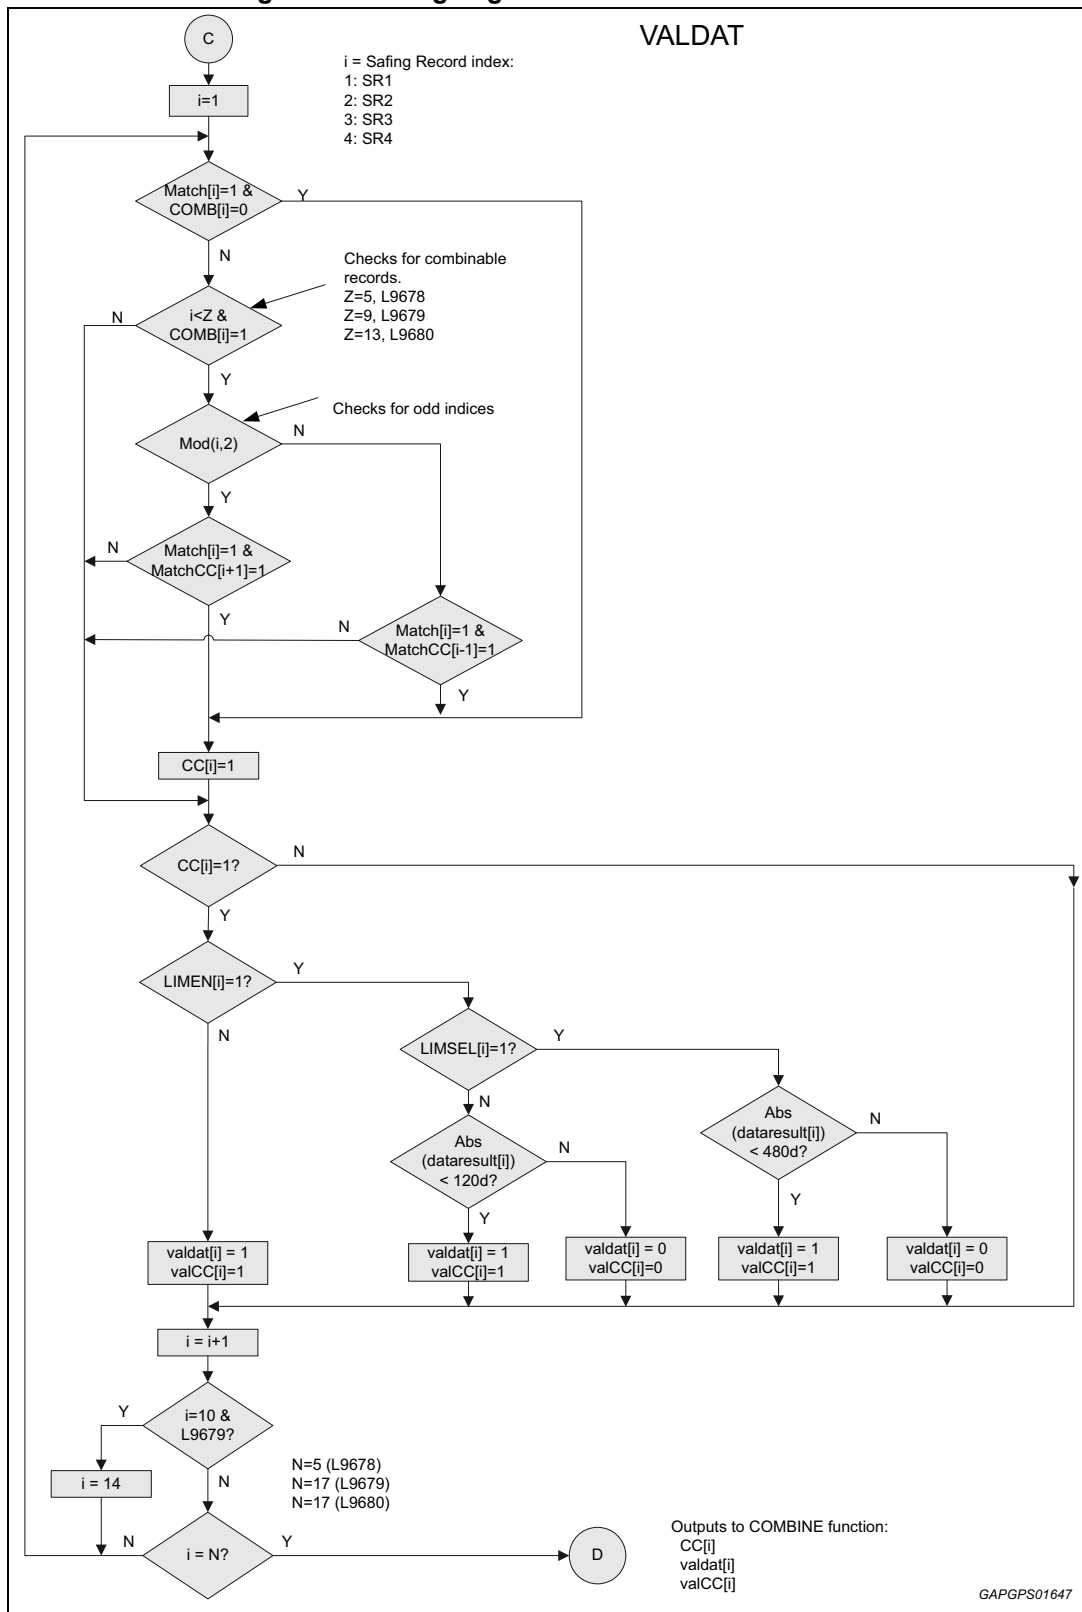 VALDAT
C
i = Safing Record index:
1: SR1
2: SR2
3: SR3
4: SR4
i=1
Match[i]=1 &
COMB[i]=0
Y
N
Checks for combinable
records.
Z=5, L9678
Z=9, L9679
Z=13, L9680
i<Z &
COMB[i]=1
N
Y
Checks for odd indices
Mod(i,2)
N
Y
Match[i]=1 &
MatchCC[i+1]=1
N
Y
Match[i]=1 &
MatchCC[i-1]=1
N
Y
CC[i]=1
CC[i]=1?
N
Y
LIMEN[i]=1?
Y
N
LIMSEL[i]=1?
Y
N
Abs
(dataresult[i])
< 120d?
N
Y
Abs
(dataresult[i])
< 480d?
N
Y
valdat[i] = 1
valCC[i]=1
valdat[i] = 1
valCC[i]=1
valdat[i] = 0
valCC[i]=0
valdat[i] = 1
valCC[i]=1
valdat[i] = 0
valCC[i]=0
i = i+1
i=10 &
L9679?
Y
N
i = 14
N=5 (L9678)
N=17 (L9679)
N=17 (L9680)
i = N?
N
Y
D
Outputs to COMBINE function:
CC[i]
valdat[i]
valCC[i]
GAPGPS01647